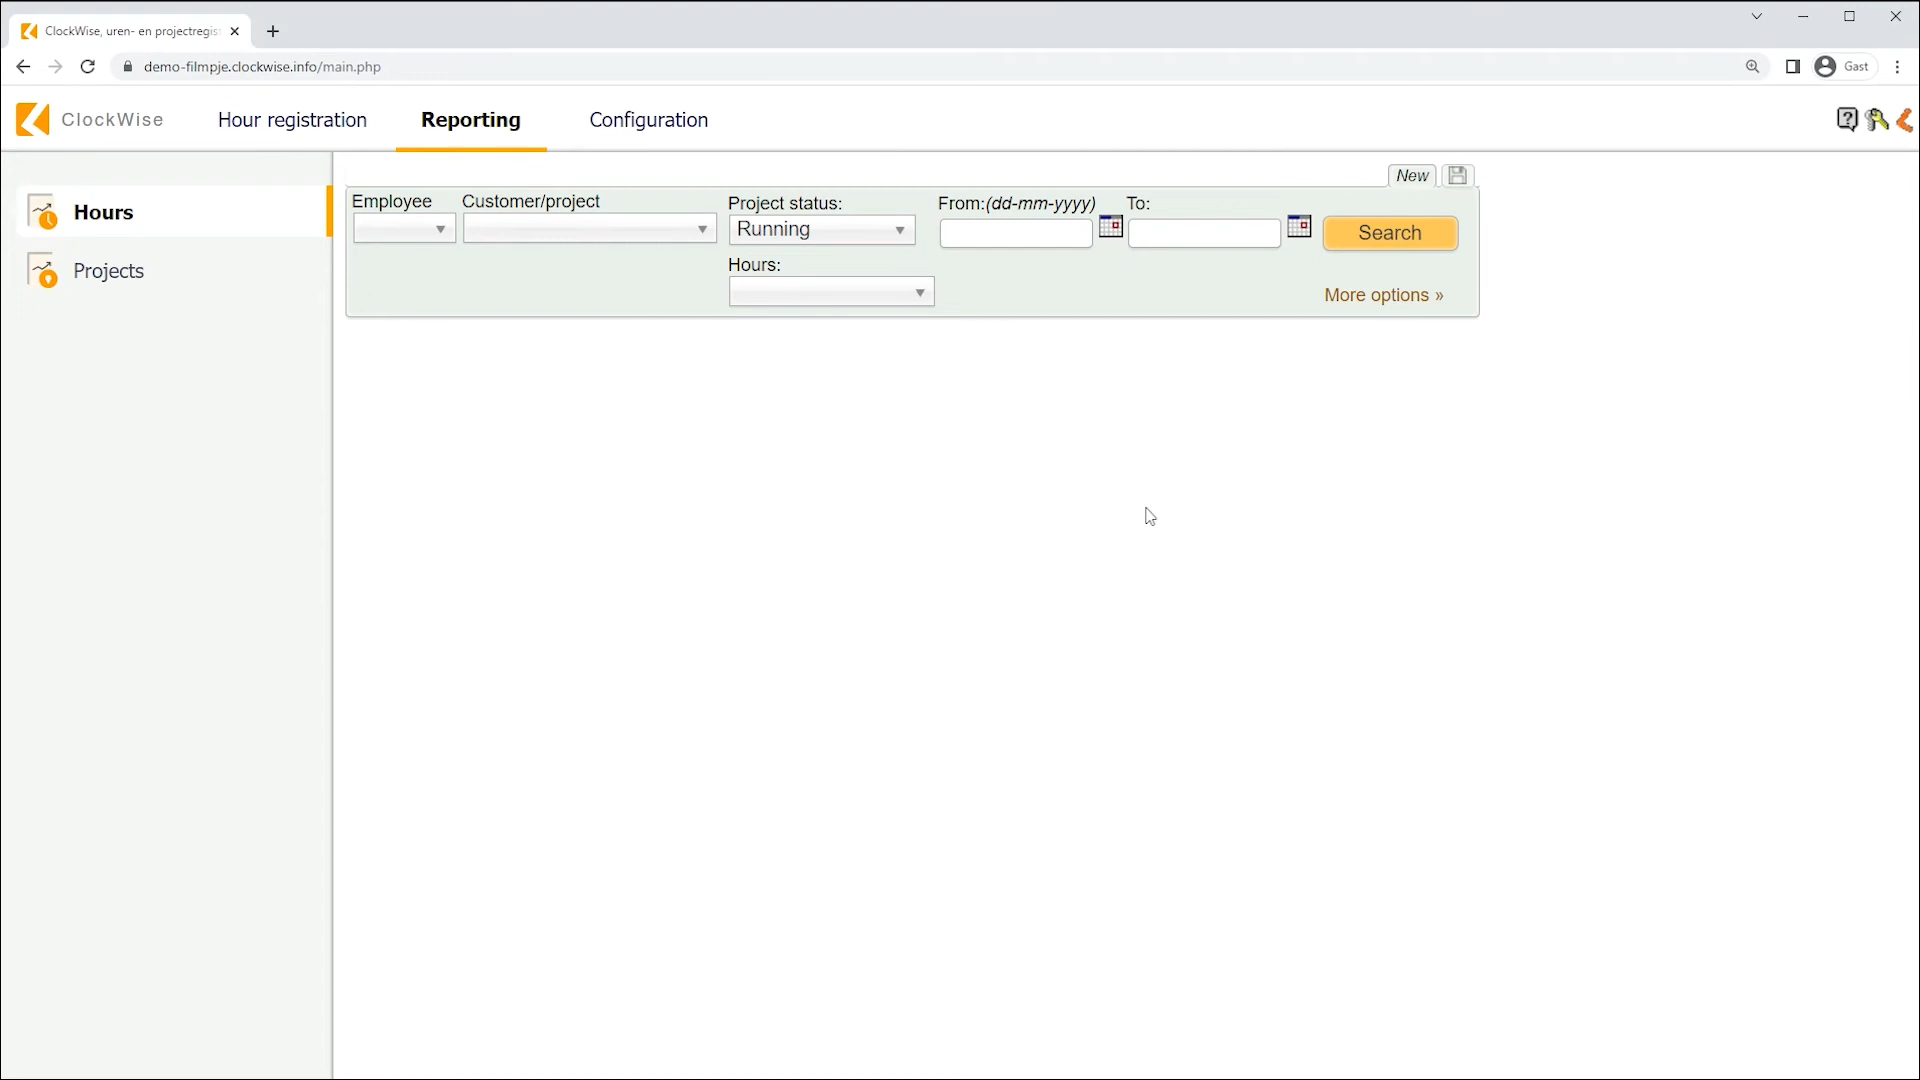 ClockWise, uren- en projectregis
demo-filmpje.clockwise.info/main.php
Gast
ClockWise
Hour registration
Reporting
Configuration
Hours
Projects
New
Employee
Customer/project
Project status:
From:(dd-mm-yyyy)
To:
Running
Search
Hours:
More options »